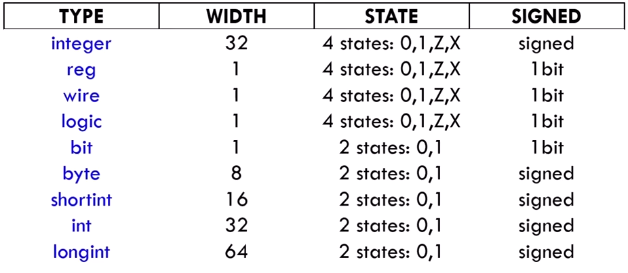 TYPE WIDTH STATE SIGNED
integer 32 4 states: 0,1,Z,X signed
reg 1 4 states: 0,1,Z,X 1bit
wire 1 4 states: 0,1,Z,X 1bit
logic 1 4 states: 0,1,Z,X 1bit
bit 1 2 states: 0,1 1bit
byte 8 2 states: 0,1 signed
shortint 16 2 states: 0,1 signed
int 32 2 states: 0,1 signed
longint 64 2 states: 0,1 signed